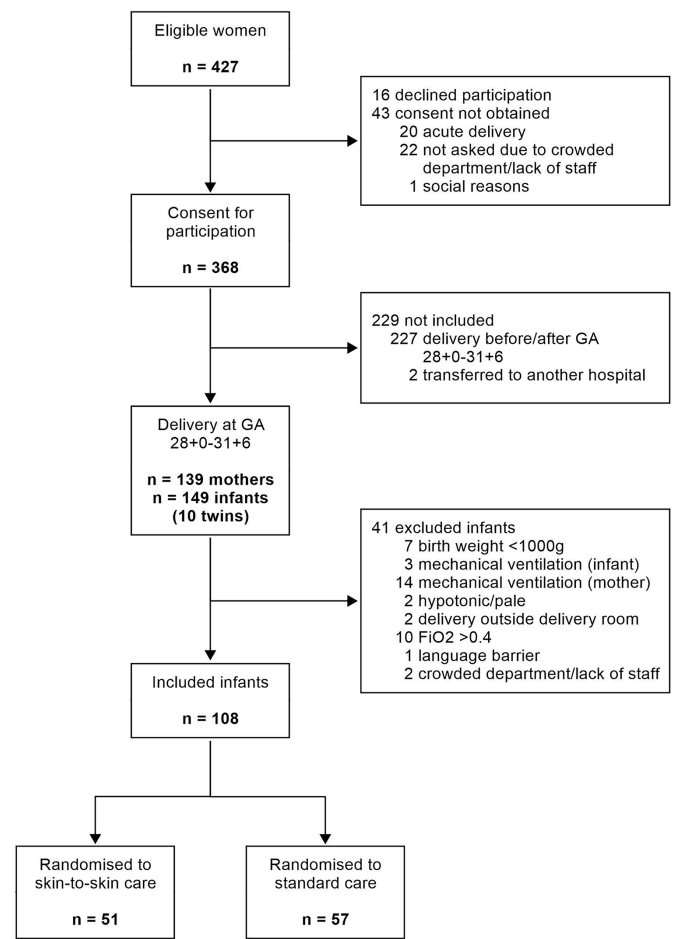 Eligible women
n = 427
16 declined participation
43 consent not obtained
20 acute delivery
22 not asked due to crowded
department/lack of staff
1 social reasons
Consent for
participation
n = 368
229 not included
227 delivery before/after GA
28+0-31+6
2 transferred to another hospital
Delivery at GA
28+0-31+6
n = 139 mothers
n = 149 infants
(10 twins)
41 excluded infants
7 birth weight <1000g
3 mechanical ventilation (infant)
14 mechanical ventilation (mother)
2 hypotonic/pale
2 delivery outside delivery room
10 FiO2 >0.4
1 language barrier
2 crowded department/lack of staff
Included infants
n = 108
Randomised to
skin-to-skin care
n = 51
Randomised to
standard care
n = 57